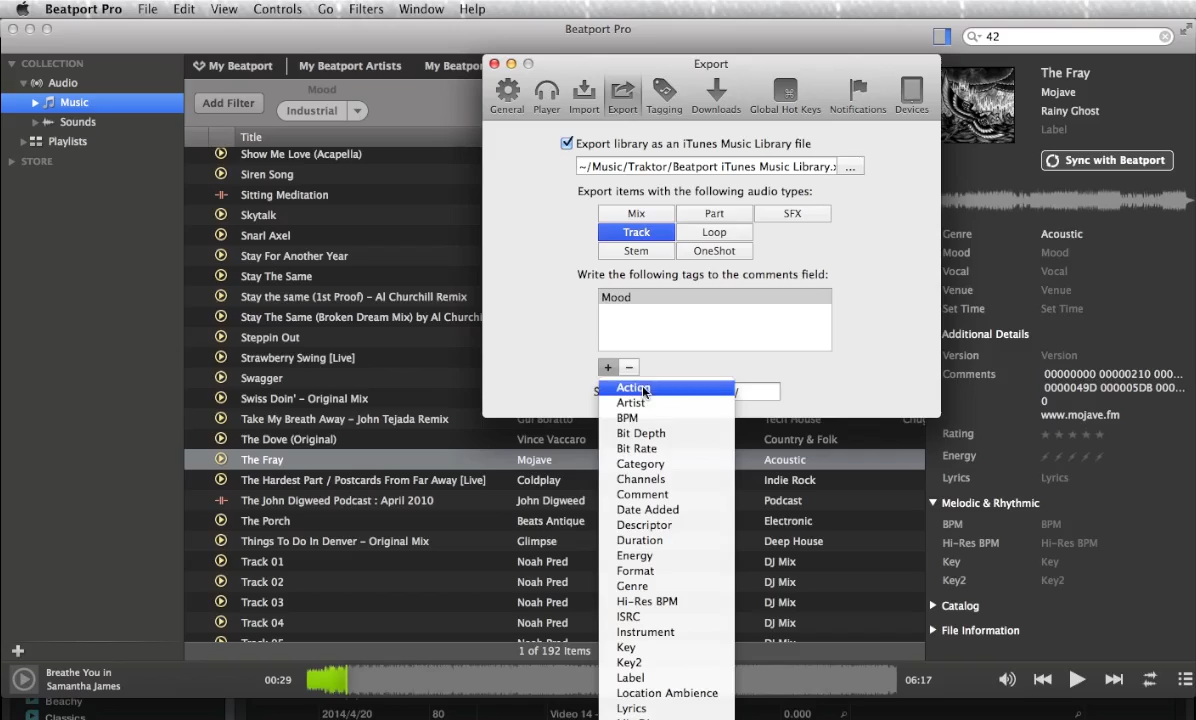 Beatport Pro File Edit View Controls Go Filters Window Help
Beatport Pro
42
COLLECTION
Audio
Music
Sounds
Playlists
STORE
My Beatport My Beatport Artists My Beatpor
Add Filter
Mood
Industrial
Title
Show Me Love (Acapella)
Siren Song
Sitting Meditation
Skytalk
Snarl Axel
Stay For Another Year
Stay The Same
Stay the same (1st Proof) - Al Churchill Remix
Stay The Same (Broken Dream Mix) by Al Churchi
Steppin Out
Strawberry Swing [Live]
Swagger
Swiss Doin' - Original Mix
Take My Breath Away - John Tejada Remix Gui Boratto Tech House
The Dove (Original) Vince Vaccaro Country & Folk
The Fray Mojave Acoustic
The Hardest Part / Postcards From Far Away [Live] Coldplay Indie Rock
The John Digweed Podcast : April 2010 John Digweed Podcast
The Porch Beats Antique Electronic
Things To Do In Denver - Original Mix Glimpse Deep House
Track 01 Noah Pred DJ Mix
Track 02 Noah Pred DJ Mix
Track 03 Noah Pred DJ Mix
Track 04 Noah Pred DJ Mix
Track 05 Noah Pred DJ Mix
1 of 192 Items
Export
General Player Import Export Tagging Downloads Global Hot Keys Notifications Devices
Export library as an iTunes Music Library file
~/Music/Traktor/Beatport iTunes Music Library.x ...
Export items with the following audio types:
Mix Part SFX
Track Loop
Stem OneShot
Write the following tags to the comments field:
Mood
+ -
/
Action
Artist
BPM
Bit Depth
Bit Rate
Category
Channels
Comment
Date Added
Descriptor
Duration
Energy
Format
Genre
Hi-Res BPM
ISRC
Instrument
Key
Key2
Label
Location Ambience
Lyrics
The Fray
Mojave
Rainy Ghost
Label
Sync with Beatport
Genre Acoustic
Mood Mood
Vocal Vocal
Venue Venue
Set Time Set Time
Additional Details
Version Version
Comments 00000000 00000210 000...
0000049D 000005DB 000...
0
www.mojave.fm
Rating
Energy
Lyrics Lyrics
Melodic & Rhythmic
BPM BPM
Hi-Res BPM Hi-Res BPM
Key Key
Key2 Key2
Catalog
File Information
+
Breathe You in
Samantha James
00:29
06:17
Beachy
Classics
2014/4/20 80 Video 14 - 0.000